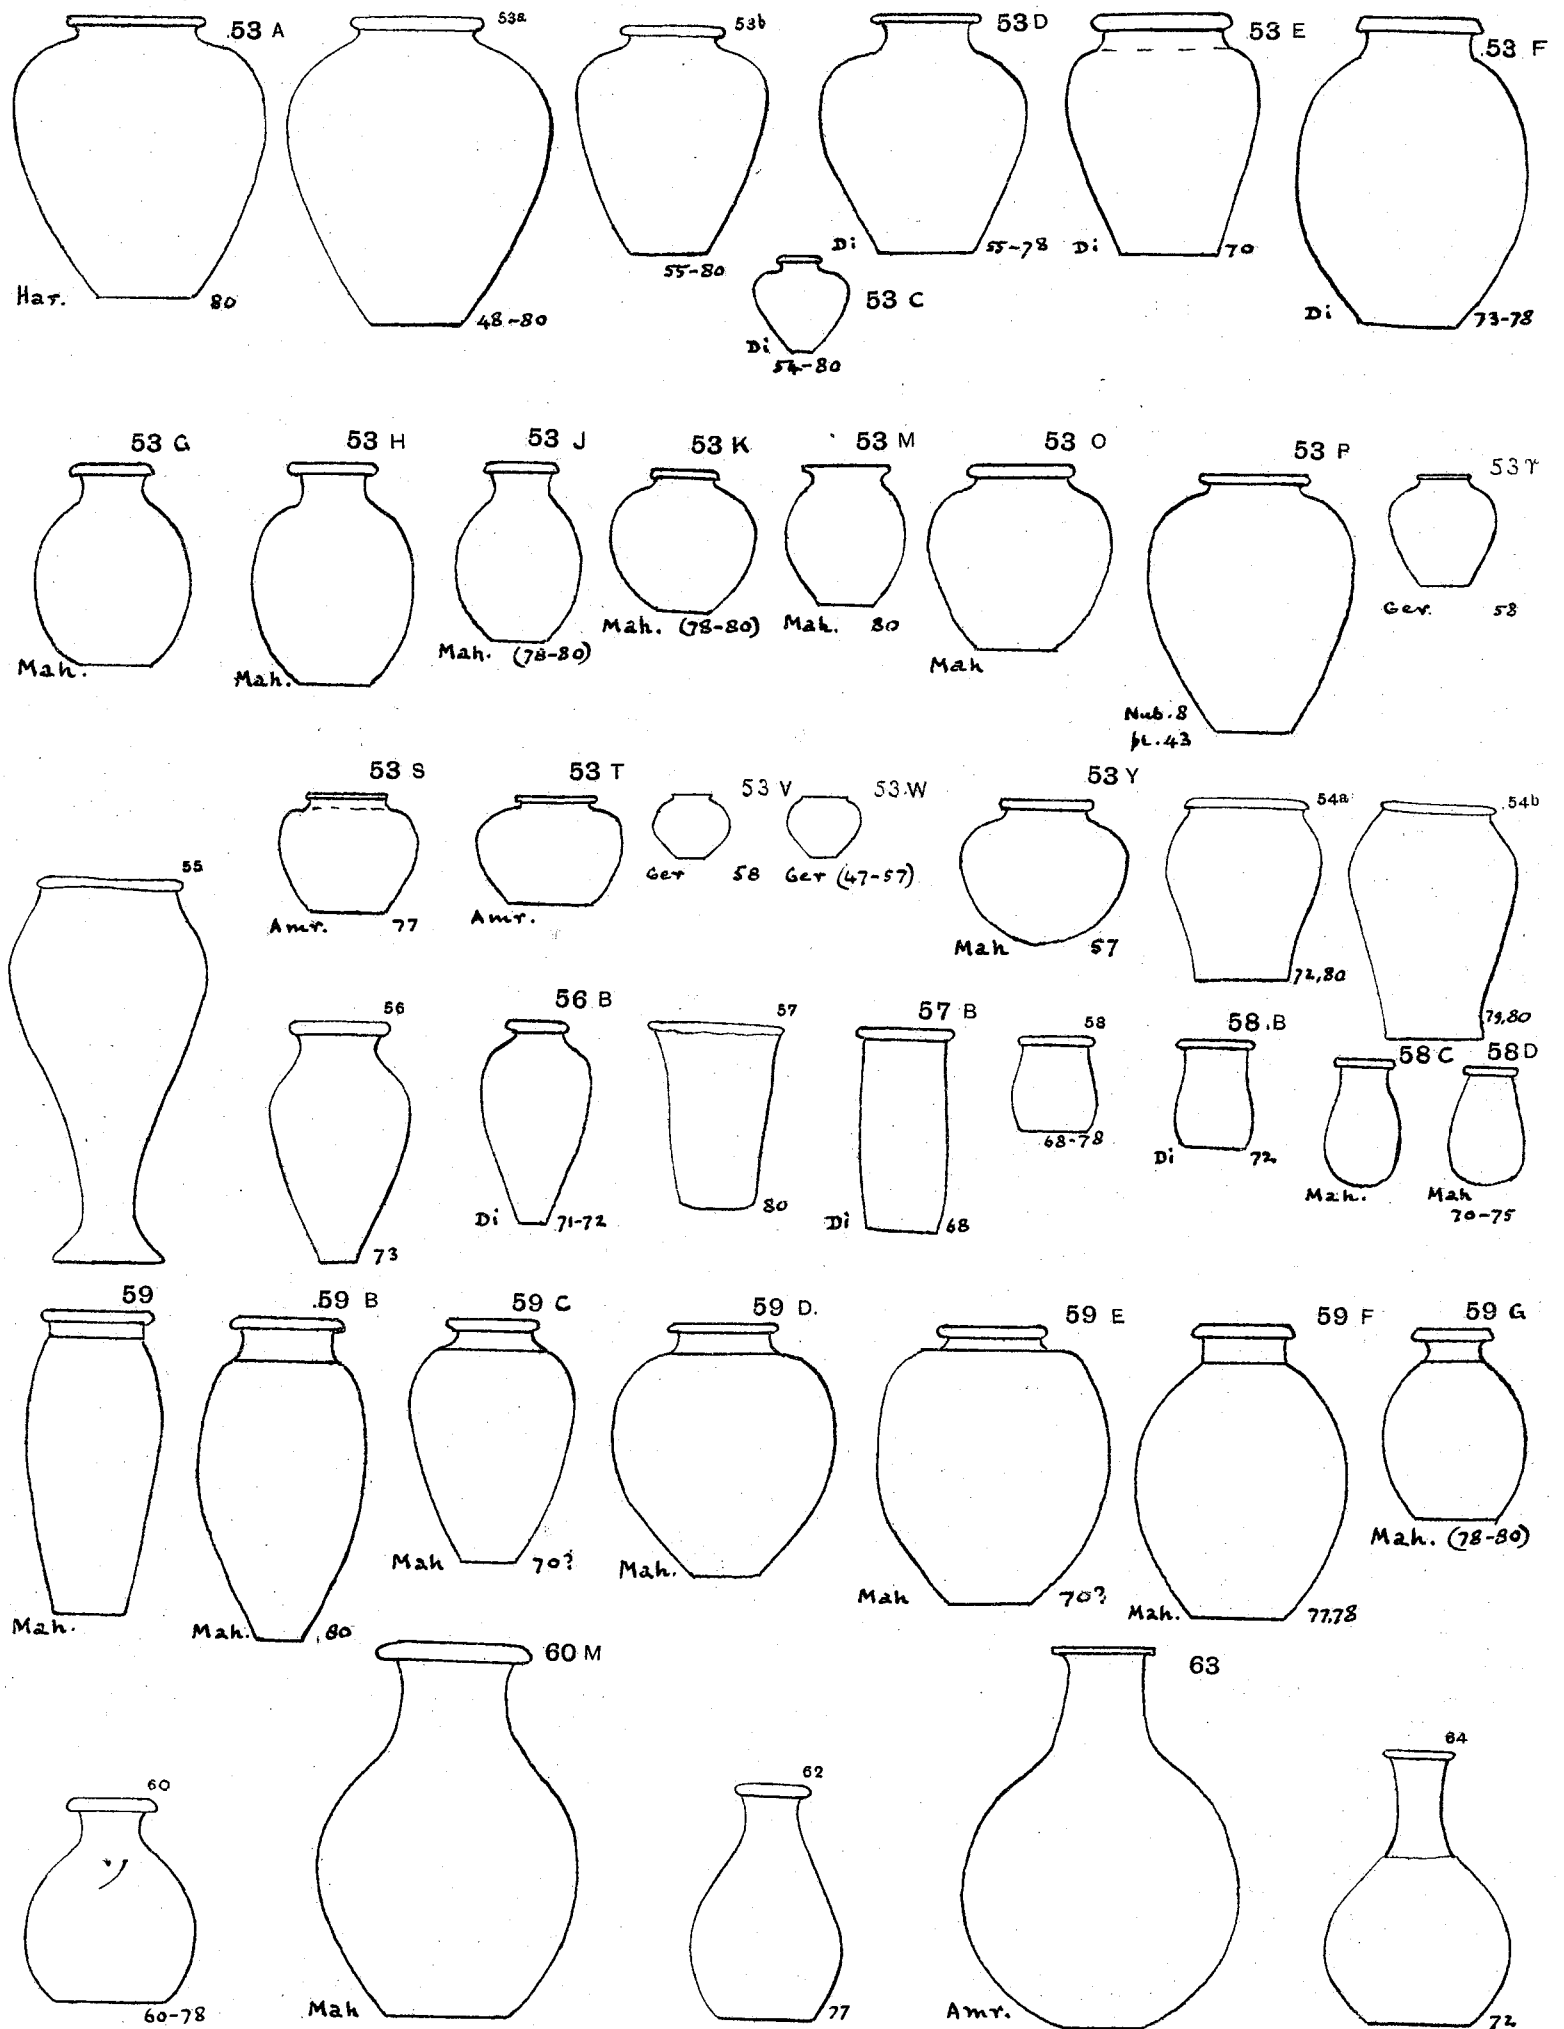 53 A
53a
53b
53 D
53 E
53 F
Har. 80
48-80
55-80
Di 55-78
Di 70
Di 73-78
53 C
Di
54-80
53 G
53 H
53 J
53 K
53 M
53 O
53 P
53
Mah.
Mah.
Mah. (78-80)
Mah. (78-80)
Mah. 80
Mah
Nub. 8
pl. 43
Ger. 58
53 S
53 T
53 V
53.W
53 Y
54a
54b
Amr. 77
Amr.
Ger 58
Ger (47-57)
Mah 57
72,80
79,80
55
56
56 B
57
57 B
58
58.B
58 C
58 D
73
Di 71-72
80
Di 68
68-78
Di 72
Mah.
Mah
70-75
59
59 B
59 C
59 D.
59 E
59 F
59 G
Mah.
Mah. 80
Mah 70?
Mah.
Mah 70?
Mah. 77,78
Mah. (78-80)
60
60 M
62
63
64
60-78
Mah
77
Amr.
72